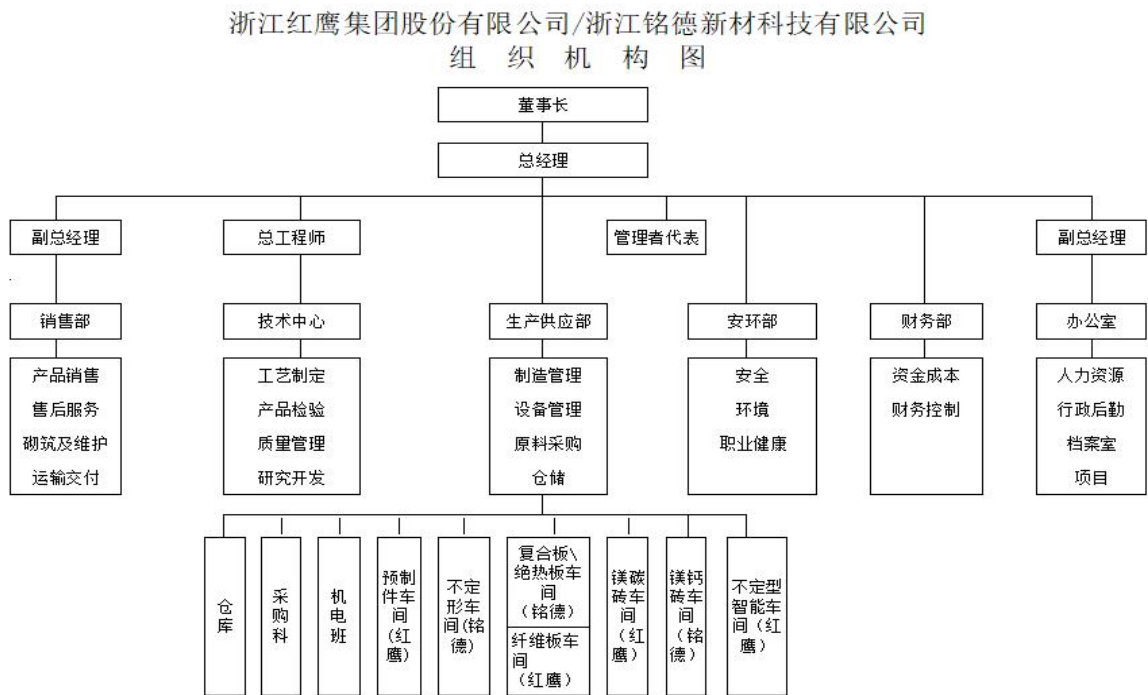 浙江红鹰集团股份有限公司/浙江铭德新材科技有限公司
组 织 机 构 图
董事长
总经理
副总经理
总工程师
管理者代表
副总经理
销售部
技术中心
生产供应部
安环部
财务部
办公室
产品销售
售后服务
砌筑及维护
运输交付
工艺制定
产品检验
质量管理
研究开发
制造管理
设备管理
原料采购
仓储
安全
环境
职业健康
资金成本
财务控制
人力资源
行政后勤
档案室
项目
仓库
采购科
机电班
预制
件车
间
(红
鹰)
不定
形车
间(铭
德)
复合板\
绝热板车
间
（铭德）
纤维板车
间
（红鹰）
镁碳
砖车
间
（红
鹰）
镁钙
砖车
间
（铭
德）
不定型
智能车
间（红
鹰）